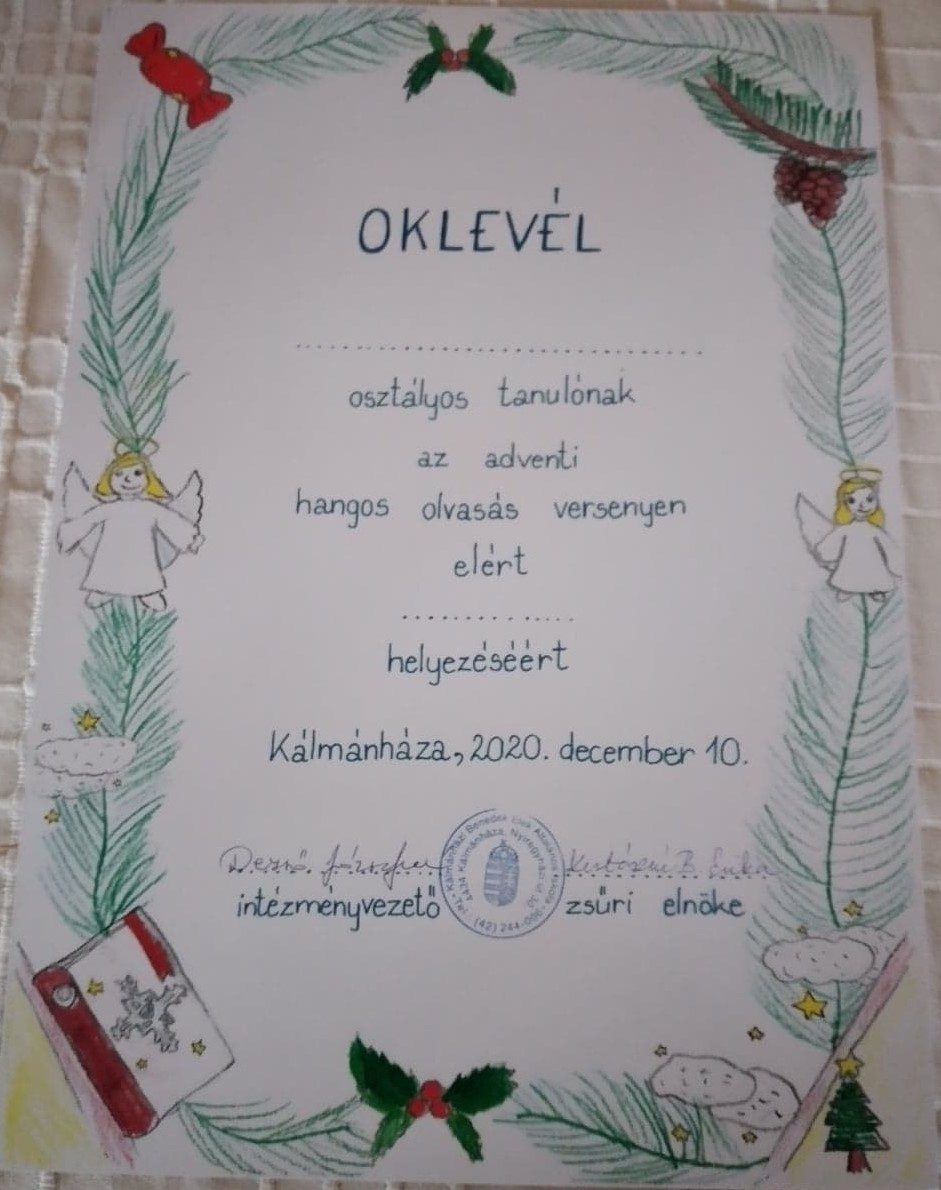 OKLEVÉL
osztályos tanulónak
az adventi
hangos olvasás versenyen
elért
helyezéséért
Kálmánháza, 2020. december 10.
intézményvezető
zsűri elnöke